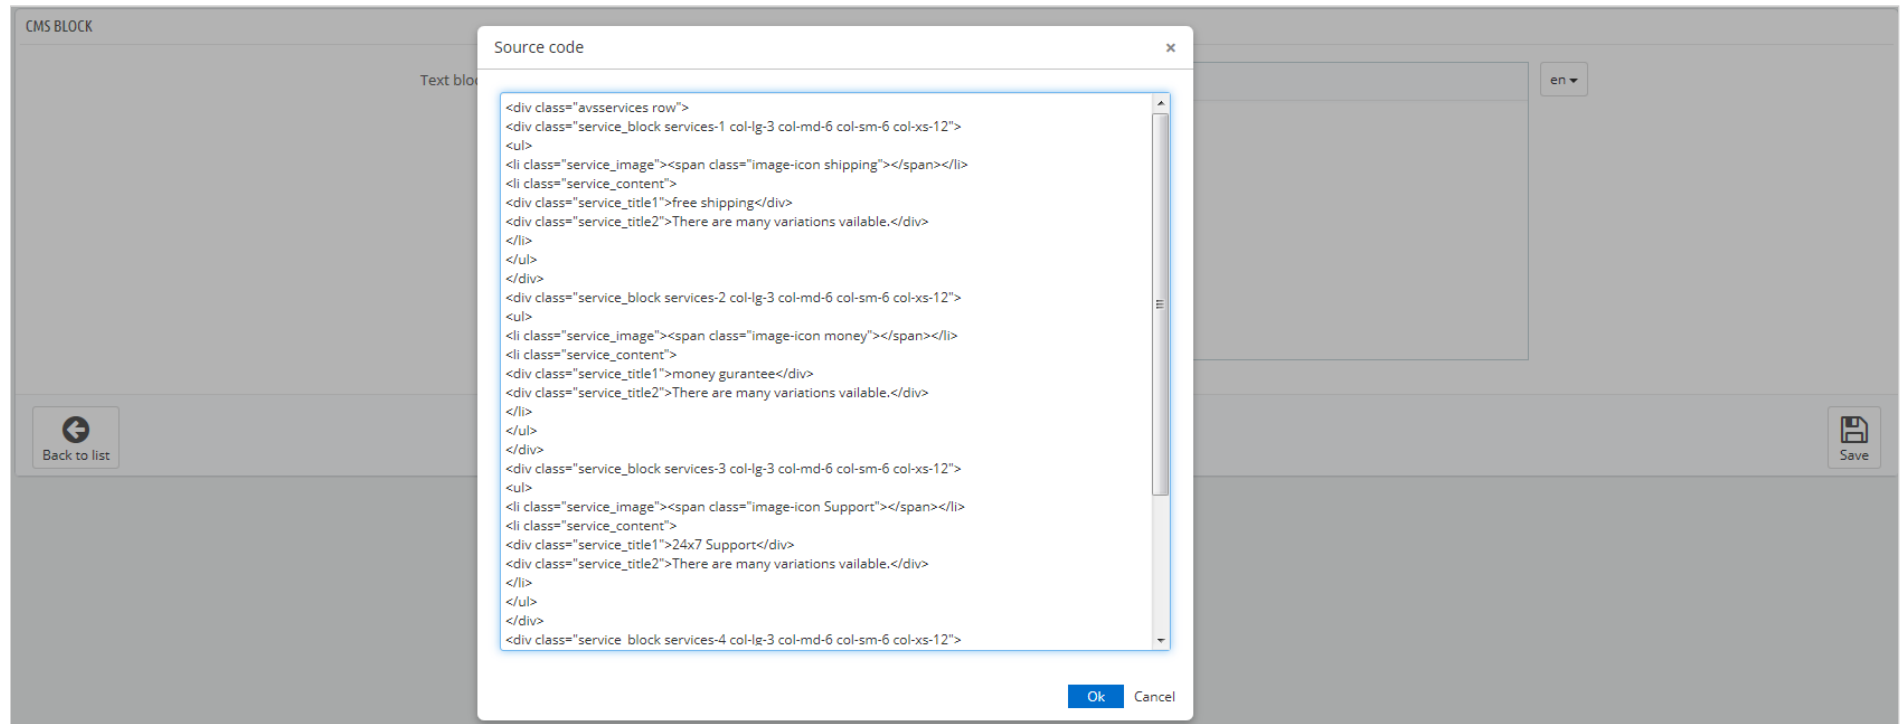 CMS BLOCK
Source code
×
Text bloc
en
<div class="avsservices row">
<div class="service_block services-1 col-lg-3 col-md-6 col-sm-6 col-xs-12">
<ul>
<li class="service_image"><span class="image-icon shipping"></span></li>
<li class="service_content">
<div class="service_title1">free shipping</div>
<div class="service_title2">There are many variations vailable.</div>
</li>
</ul>
</div>
<div class="service_block services-2 col-lg-3 col-md-6 col-sm-6 col-xs-12">
<ul>
<li class="service_image"><span class="image-icon money"></span></li>
<li class="service_content">
<div class="service_title1">money gurantee</div>
<div class="service_title2">There are many variations vailable.</div>
</li>
</ul>
</div>
<div class="service_block services-3 col-lg-3 col-md-6 col-sm-6 col-xs-12">
<ul>
<li class="service_image"><span class="image-icon Support"></span></li>
<li class="service_content">
<div class="service_title1">24x7 Support</div>
<div class="service_title2">There are many variations vailable.</div>
</li>
</ul>
</div>
<div class="service_block services-4 col-lg-3 col-md-6 col-sm-6 col-xs-12">
Back to list
Save
Ok
Cancel